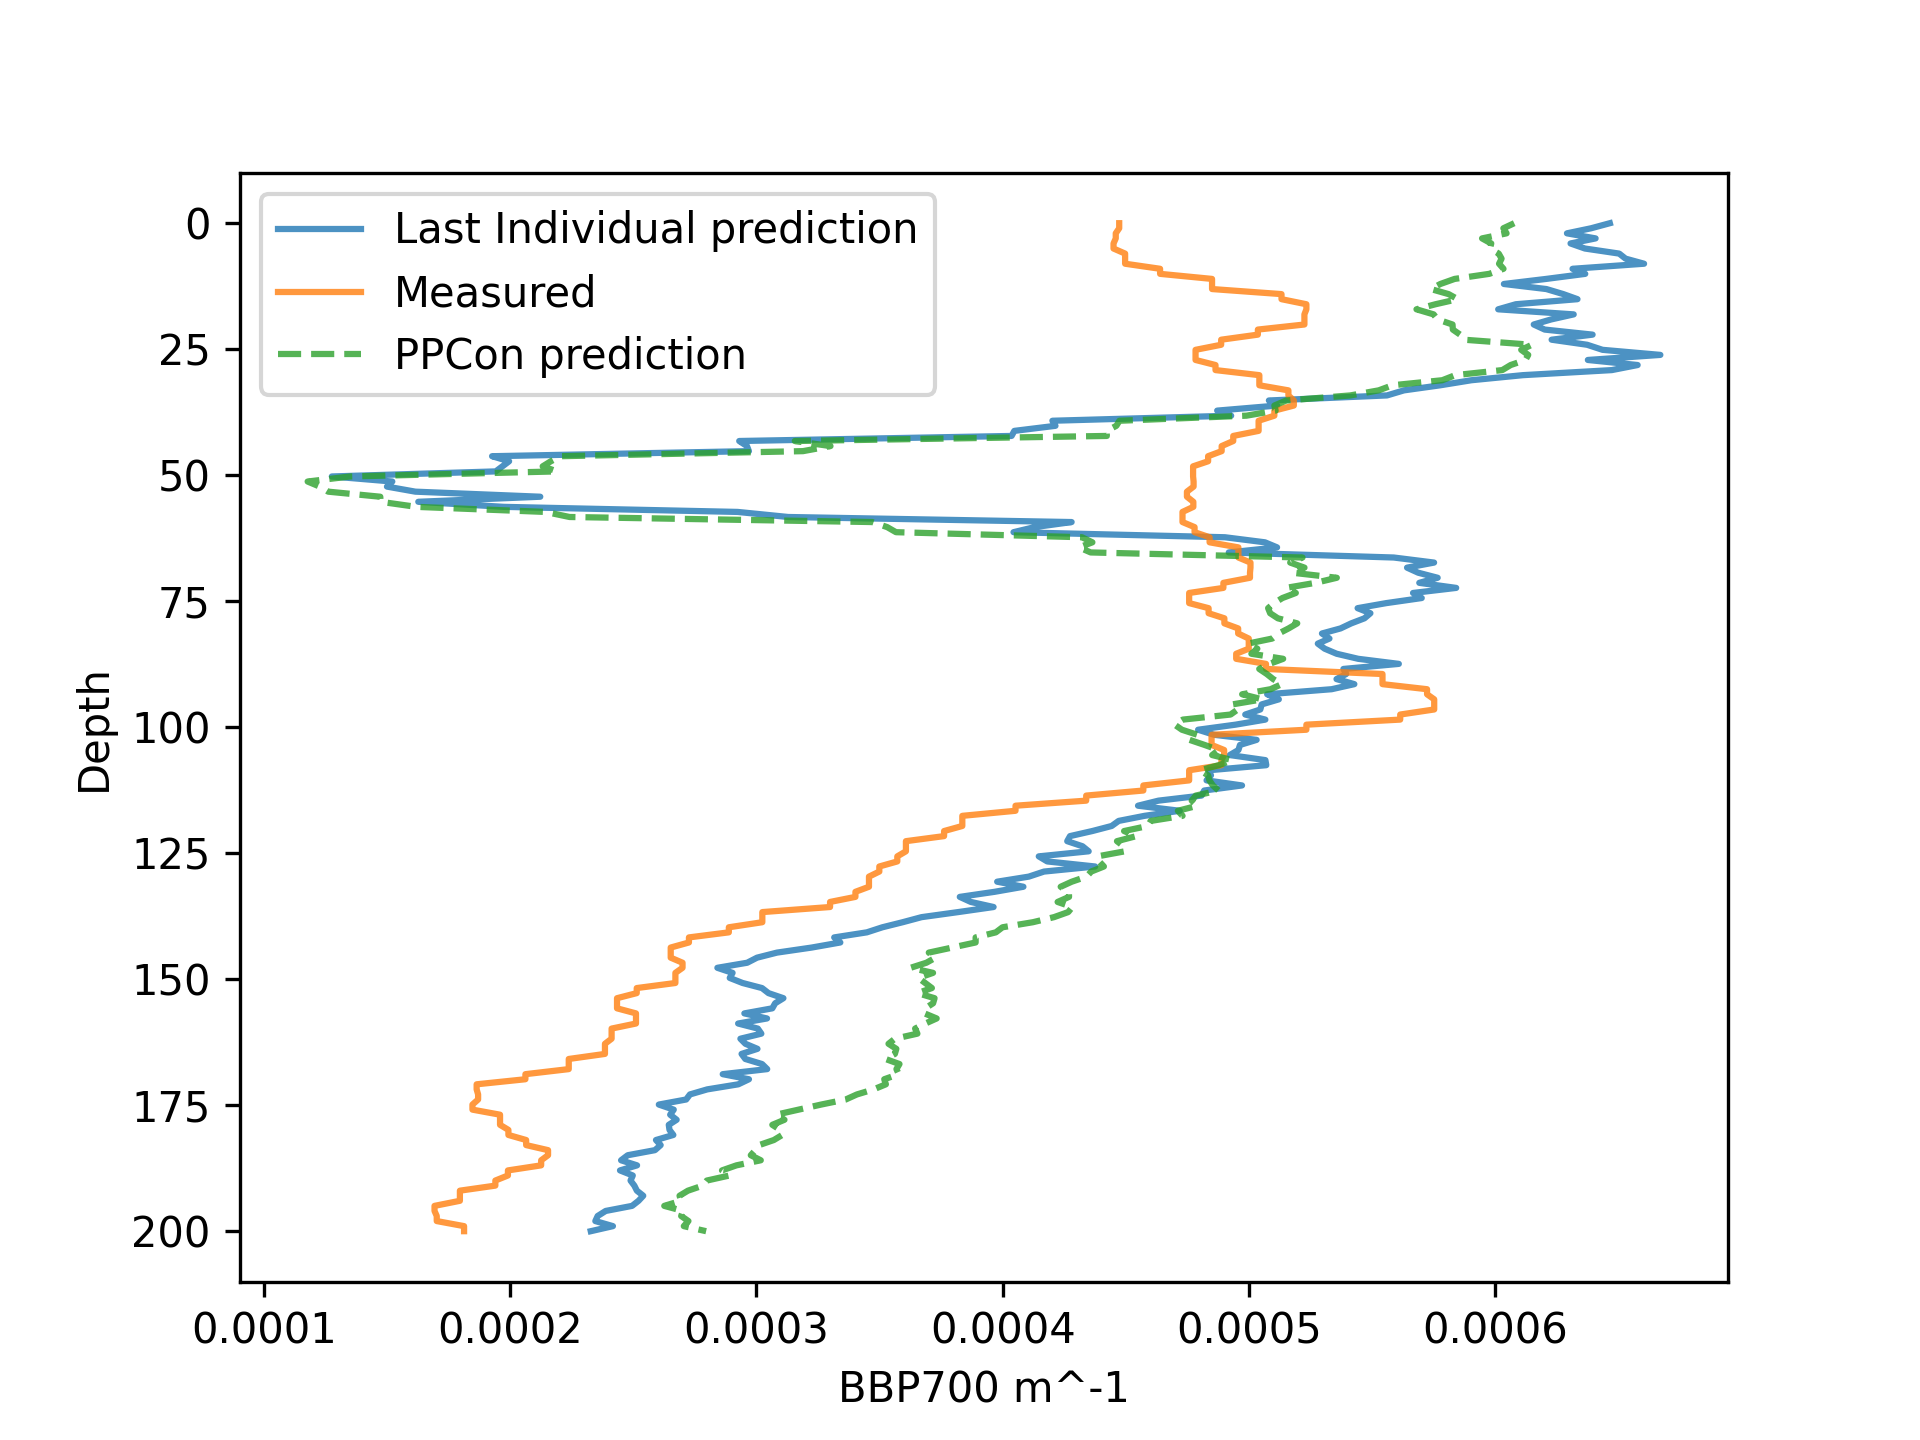 Last Individual prediction
Measured
PPCon prediction
0
25
50
75
100
125
150
175
200
Depth
0.0001 0.0002 0.0003 0.0004 0.0005 0.0006
BBP700 m^-1